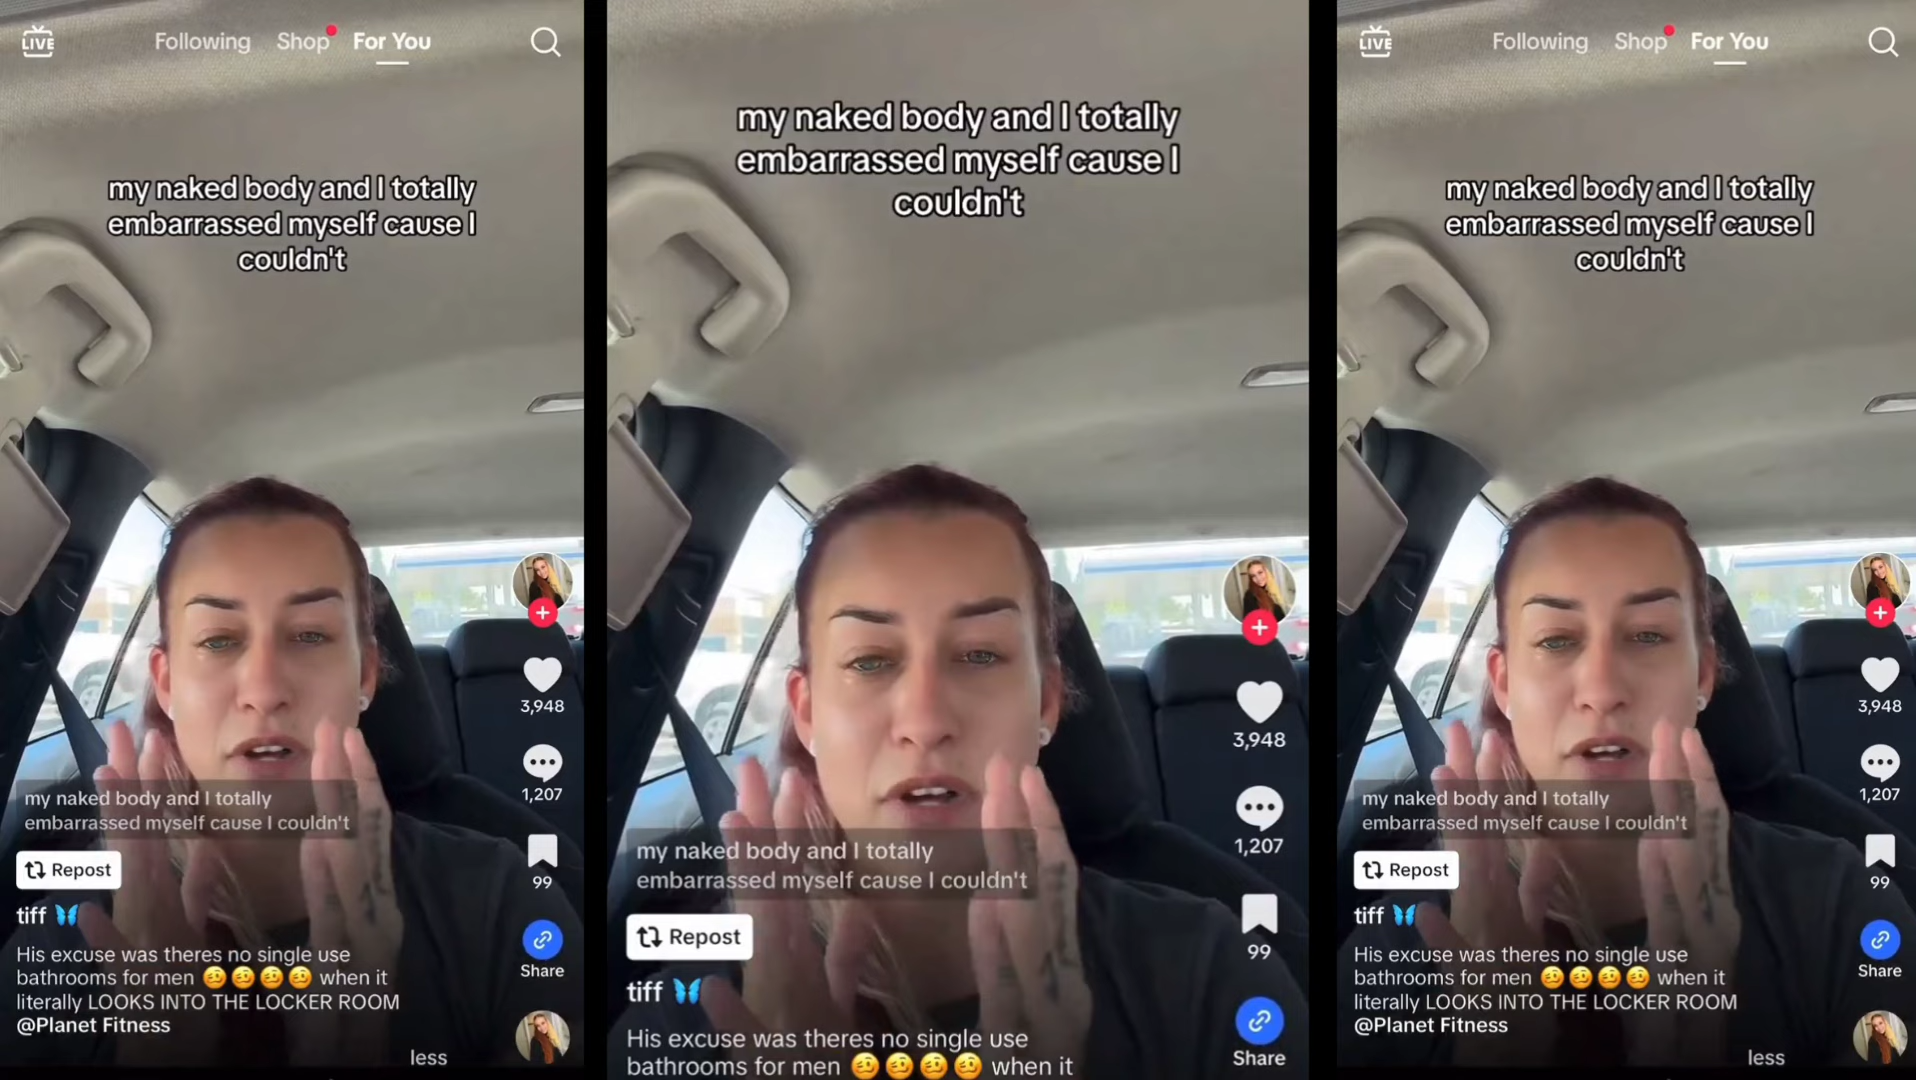 LIVE
Following Shop For You
my naked body and I totally
embarrassed myself cause I
couldn't
3,948
1,207
my naked body and I totally
embarrassed myself cause I couldn't
Repost
99
tiff
His excuse was theres no single use
bathrooms for men 🥴🥴🥴🥴 when it
literally LOOKS INTO THE LOCKER ROOM
@Planet Fitness
Share
less
my naked body and I totally
embarrassed myself cause I
couldn't
3,948
1,207
my naked body and I totally
embarrassed myself cause I couldn't
Repost
99
tiff
His excuse was theres no single use
bathrooms for men 🥴🥴🥴🥴 when it
Share
LIVE
Following Shop For You
my naked body and I totally
embarrassed myself cause I
couldn't
3,948
1,207
my naked body and I totally
embarrassed myself cause I couldn't
Repost
99
tiff
His excuse was theres no single use
bathrooms for men 🥴🥴🥴🥴 when it
literally LOOKS INTO THE LOCKER ROOM
@Planet Fitness
Share
less